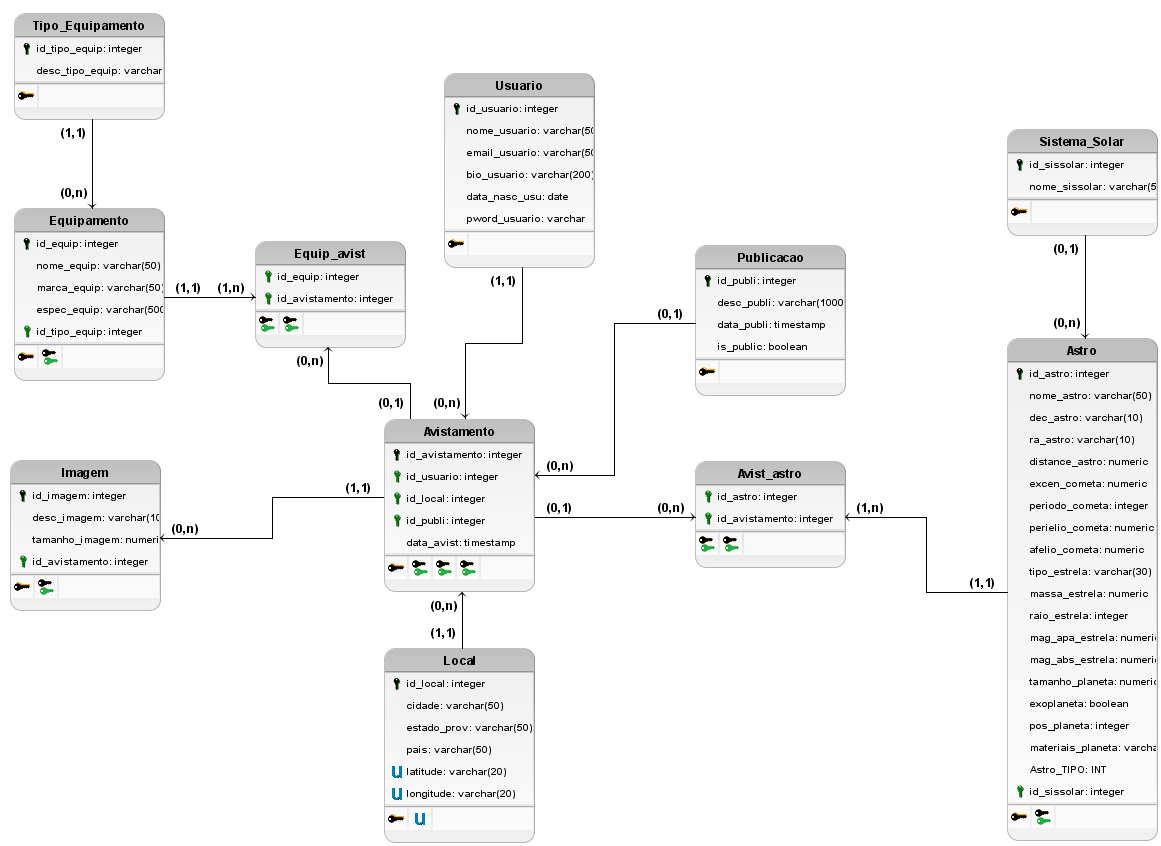 Tipo_Equipamento
id_tipo_equip: integer
desc_tipo_equip: varchar
(1,1)
(0,n)
Equipamento
id_equip: integer
nome_equip: varchar(50)
marca_equip: varchar(50)
espec_equip: varchar(500
id_tipo_equip: integer
(1,1)
(1,n)
Equip_avist
id_equip: integer
id_avistamento: integer
(0,n)
(0,1)
Usuario
id_usuario: integer
nome_usuario: varchar(50
email_usuario: varchar(50
bio_usuario: varchar(200)
data_nasc_usu: date
pword_usuario: varchar
(1,1)
(0,n)
Publicacao
id_publi: integer
desc_publi: varchar(1000
data_publi: timestamp
is_public: boolean
(0,1)
(0,n)
Sistema_Solar
id_sissolar: integer
nome_sissolar: varchar(5
(0,1)
(0,n)
Astro
id_astro: integer
nome_astro: varchar(50)
dec_astro: varchar(10)
ra_astro: varchar(10)
distance_astro: numeric
excen_cometa: numeric
periodo_cometa: integer
perielio_cometa: numeric
afelio_cometa: numeric
tipo_estrela: varchar(30)
massa_estrela: numeric
raio_estrela: integer
mag_apa_estrela: numeric
mag_abs_estrela: numeric
tamanho_planeta: numeric
exoplaneta: boolean
pos_planeta: integer
materiais_planeta: varcha
Astro_TIPO: INT
id_sissolar: integer
Avistamento
id_avistamento: integer
id_usuario: integer
id_local: integer
id_publi: integer
data_avist: timestamp
(0,1)
(0,n)
Avist_astro
id_astro: integer
id_avistamento: integer
(1,n)
(1,1)
Imagem
id_imagem: integer
desc_imagem: varchar(10
tamanho_imagem: numeri
id_avistamento: integer
(1,1)
(0,n)
(0,n)
(1,1)
Local
id_local: integer
cidade: varchar(50)
estado_prov: varchar(50)
pais: varchar(50)
u latitude: varchar(20)
u longitude: varchar(20)
u